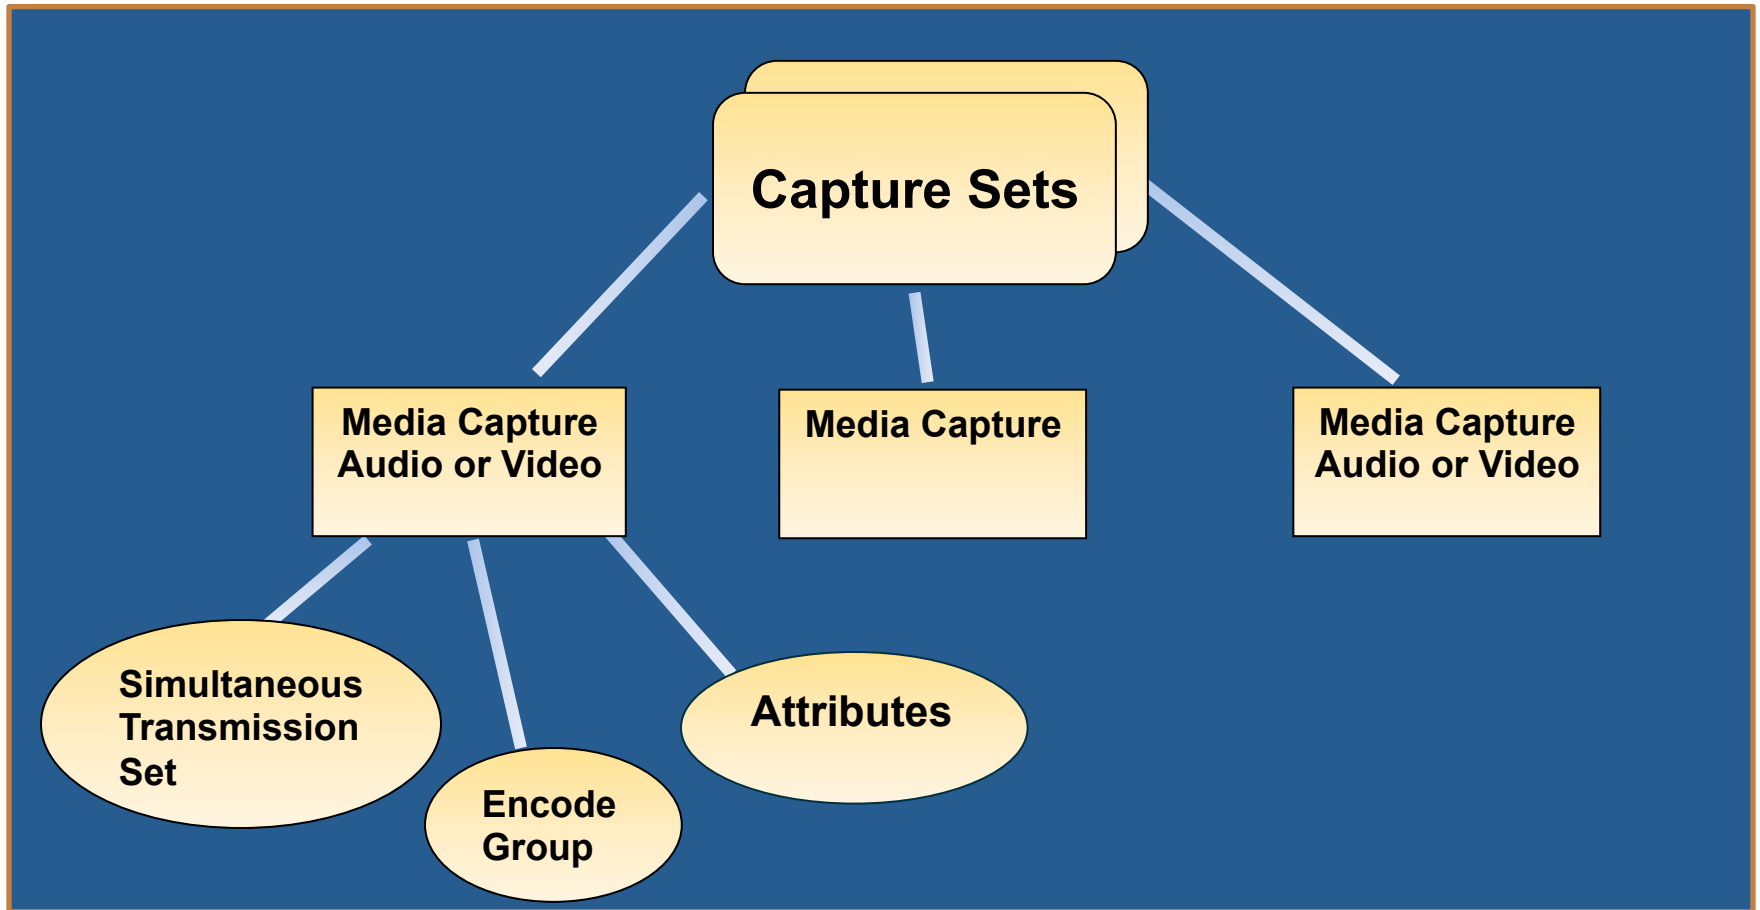 Capture Sets
Media Capture
Audio or Video
Media Capture
Media Capture
Audio or Video
Simultaneous
Transmission
Set
Encode
Group
Attributes